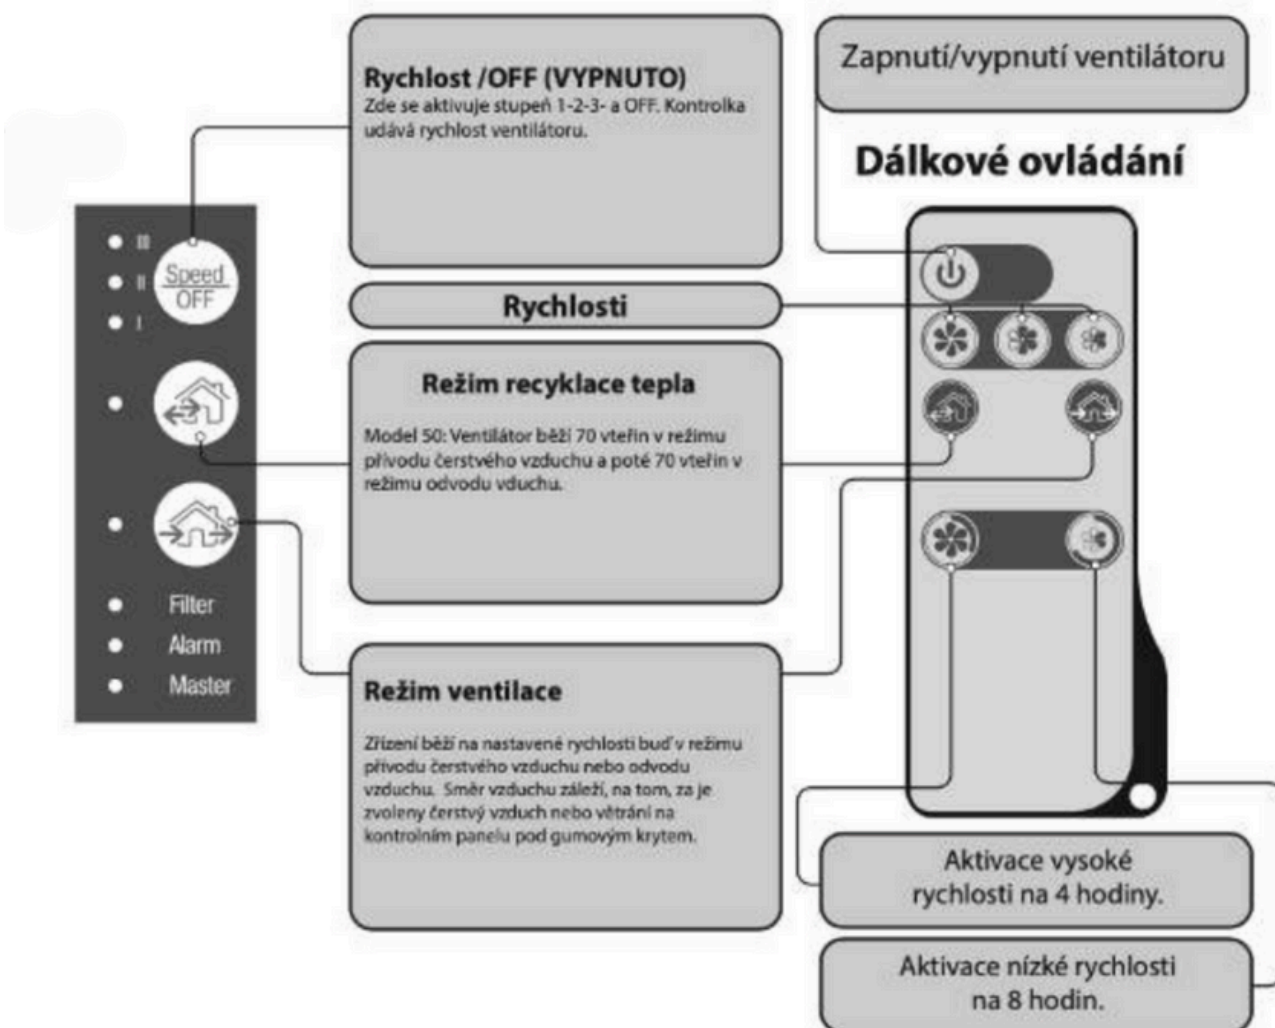 Rychlost /OFF (VYPNUTO)
Zde se aktivuje stupeň 1-2-3- a OFF. Kontrolka
udává rychlost ventilátoru.
Zapnutí/vypnutí ventilátoru
Dálkové ovládání
III
II
I
Speed
OFF
Rychlosti
Režim recyklace tepla
Model 50: Ventilátor běží 70 vteřin v režimu
přívodu čerstvého vzduchu a poté 70 vteřin v
režimu odvodu vduchu.
Filter
Alarm
Master
Režim ventilace
Zřízení běží na nastavené rychlosti buď v režimu
přívodu čerstvého vzduchu nebo odvodu
vzduchu. Směr vzduchu záleží, na tom, za je
zvoleny čerstvý vzduch nebo větrání na
kontrolním panelu pod gumovým krytem.
Aktivace vysoké
rychlosti na 4 hodiny.
Aktivace nízké rychlosti
na 8 hodin.